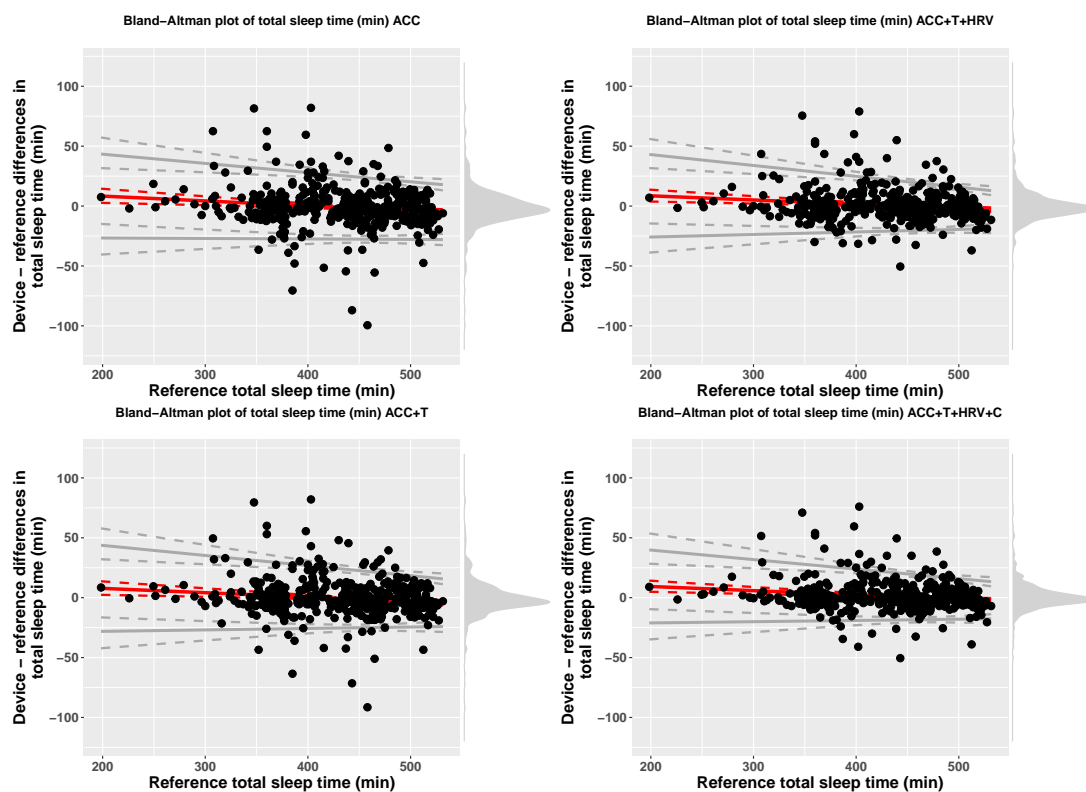 Bland−Altman plot of total sleep time (min) ACC
Device − reference differences in
total sleep time (min)
100
50
0
−50
−100
200
300
400
500
Reference total sleep time (min)
Bland−Altman plot of total sleep time (min) ACC+T+HRV
Device − reference differences in
total sleep time (min)
100
50
0
−50
−100
200
300
400
500
Reference total sleep time (min)
Bland−Altman plot of total sleep time (min) ACC+T
Device − reference differences in
total sleep time (min)
100
50
0
−50
−100
200
300
400
500
Reference total sleep time (min)
Bland−Altman plot of total sleep time (min) ACC+T+HRV+C
Device − reference differences in
total sleep time (min)
100
50
0
−50
−100
200
300
400
500
Reference total sleep time (min)